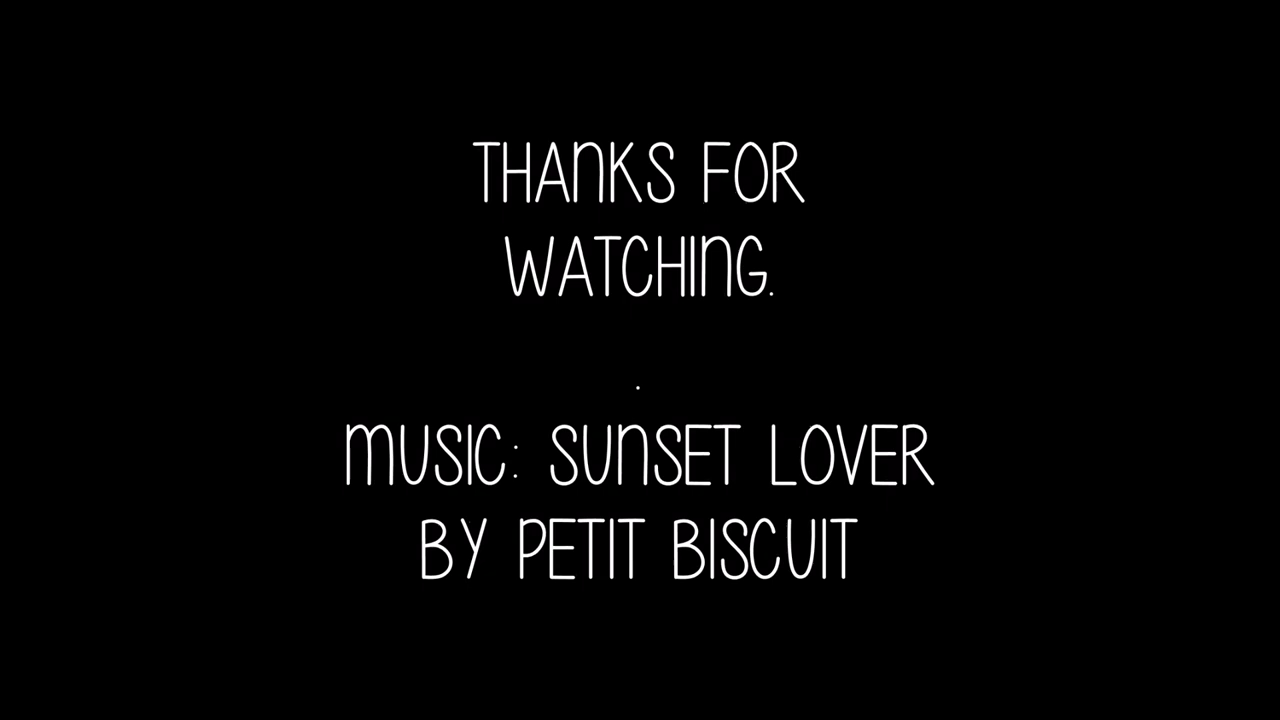 THANKS FOR
WATCHING.
.
MUSIC: SUNSET LOVER
BY PETIT BISCUIT